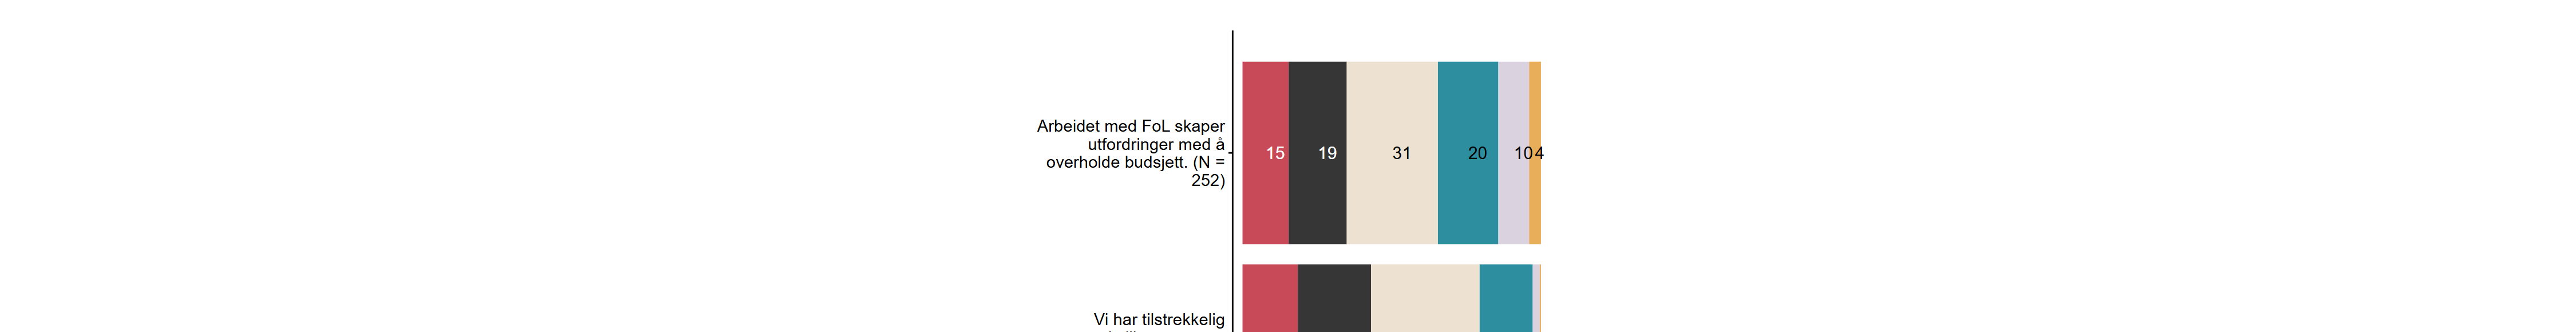 Arbeidet med FoL skaper
utfordringer med å
overholde budsjett. (N =
252)
15 19 31 20 10 4
Vi har tilstrekkelig